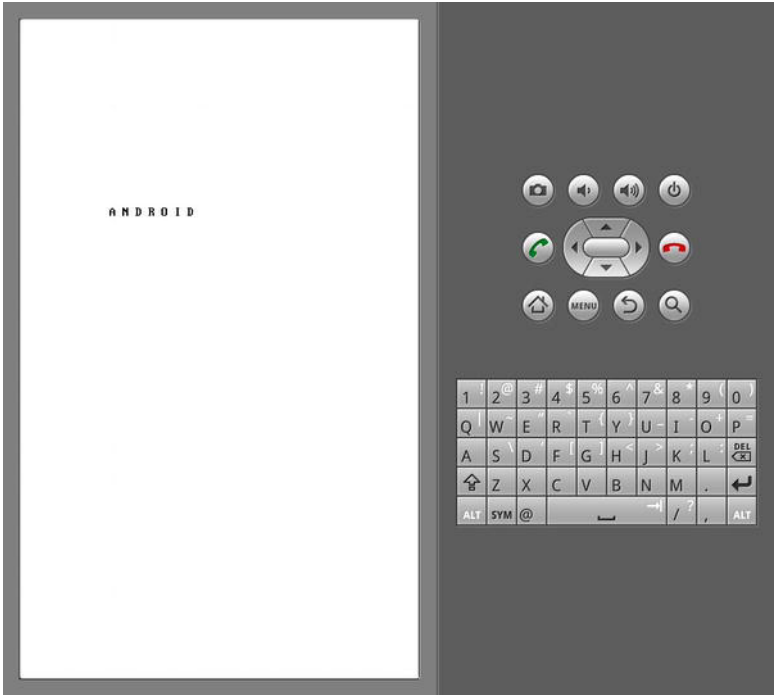 ANDROID
MENU
1 ! 2 @ 3 # 4 $ 5 % 6 ^ 7 & 8 * 9 ( 0 )
Q | W ~ E " R ` T { Y } U _ I - O + P =
A S \ D ' F [ G ] H < J > K ; L : DEL
Z X C V B N M .
ALT SYM @ / ? , ALT